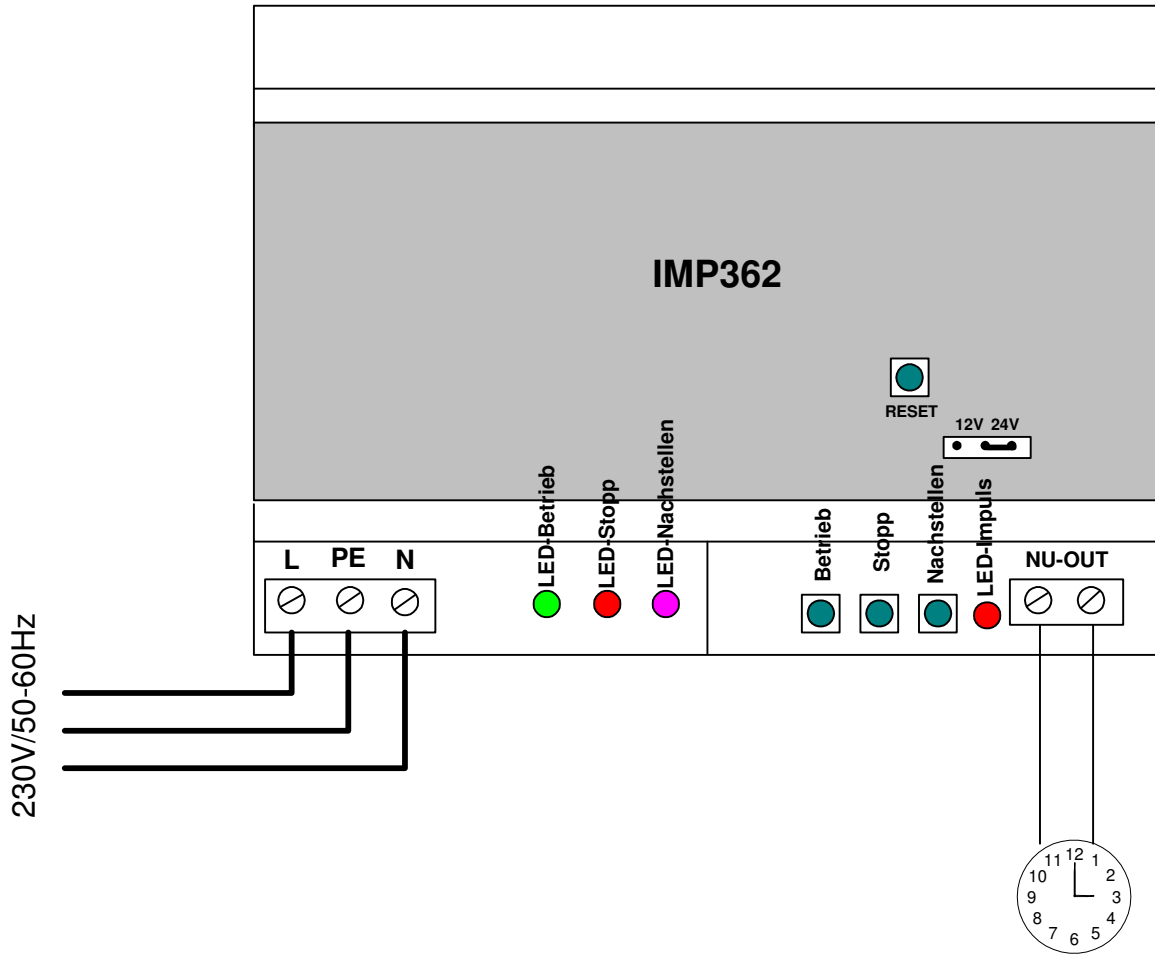 IMP362
RESET
12V 24V
LED-Betrieb
LED-Stopp
LED-Nachstellen
Betrieb
Stopp
Nachstellen
LED-Impuls
L PE N
NU-OUT
230V/50-60Hz
12
1
2
3
4
5
6
7
8
9
10
11